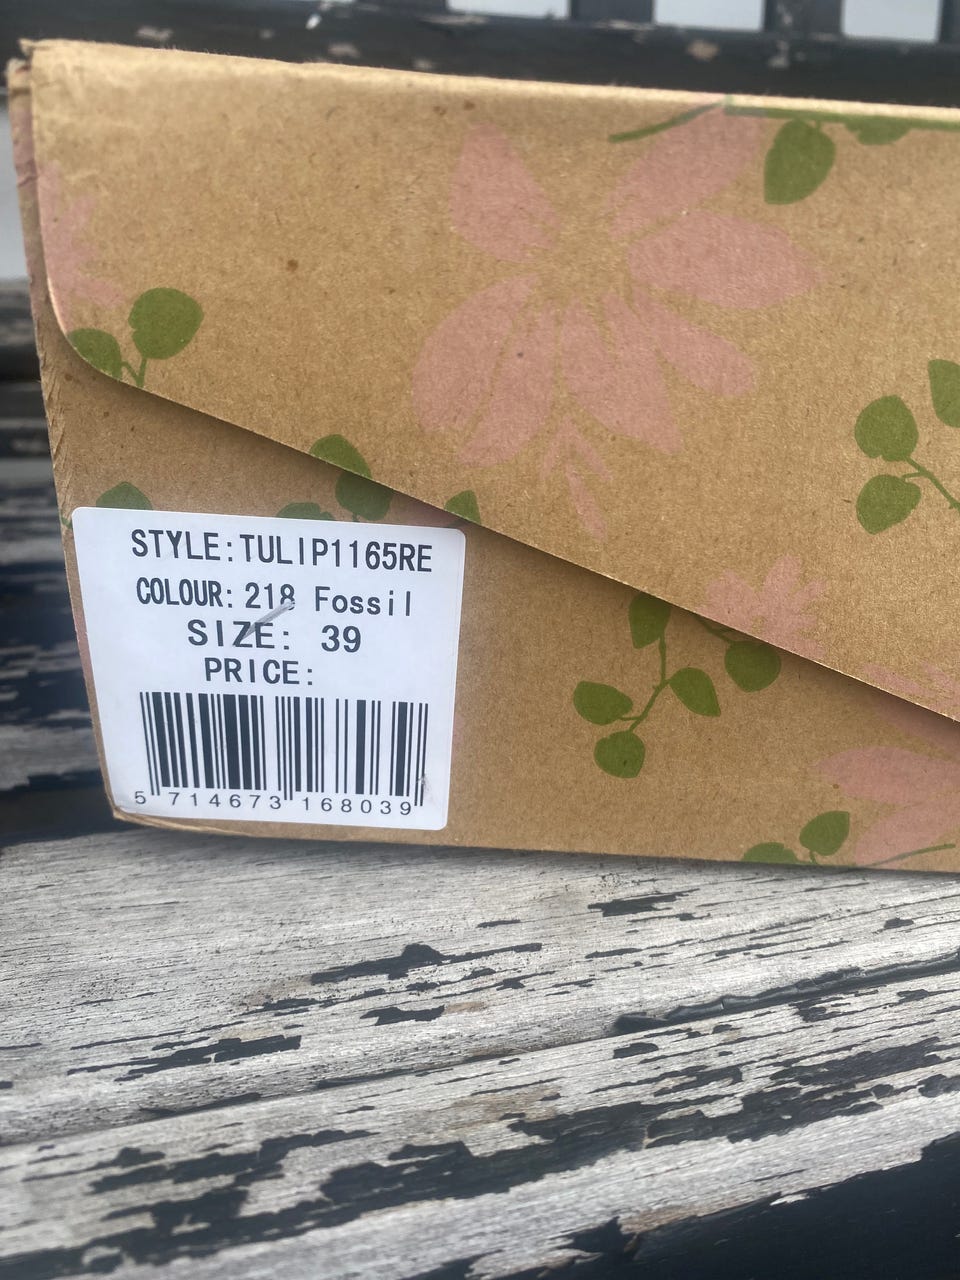 STYLE:TULIP1165RE
COLOUR: 218 Fossil
SIZE: 39
PRICE:
5 714673 168039